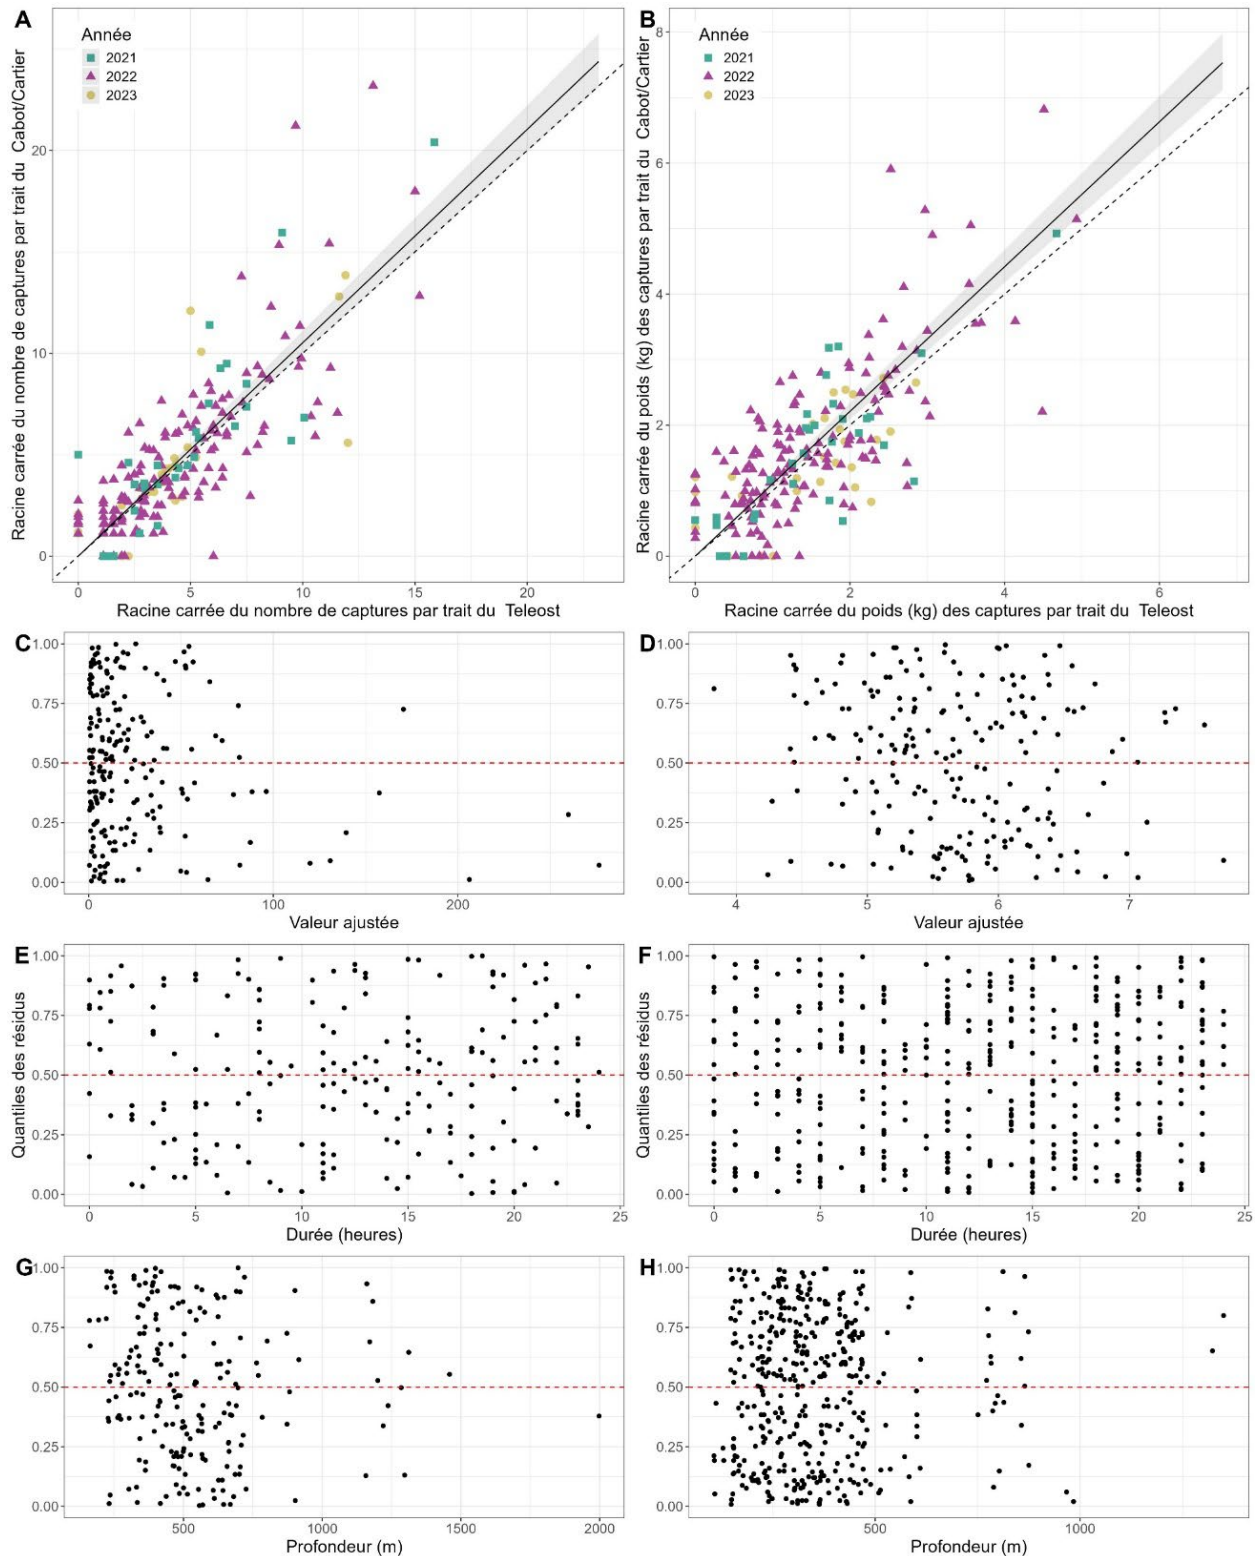 A
Année
2021
2022
2023
Racine carrée du nombre de captures par trait du Cabot/Cartier
20
10
0
0 5 10 15 20
Racine carrée du nombre de captures par trait du Teleost
B
Année
2021
2022
2023
Racine carrée du poids (kg) des captures par trait du Cabot/Cartier
8
6
4
2
0
0 2 4 6
Racine carrée du poids (kg) des captures par trait du Teleost
C
1.00
0.75
0.50
0.25
0.00
0 100 200
Valeur ajustée
D
1.00
0.75
0.50
0.25
0.00
4 5 6 7
Valeur ajustée
Quantiles des résidus
E
1.00
0.75
0.50
0.25
0.00
0 5 10 15 20 25
Durée (heures)
F
1.00
0.75
0.50
0.25
0.00
0 5 10 15 20 25
Durée (heures)
G
1.00
0.75
0.50
0.25
0.00
500 1000 1500 2000
Profondeur (m)
H
1.00
0.75
0.50
0.25
0.00
500 1000
Profondeur (m)